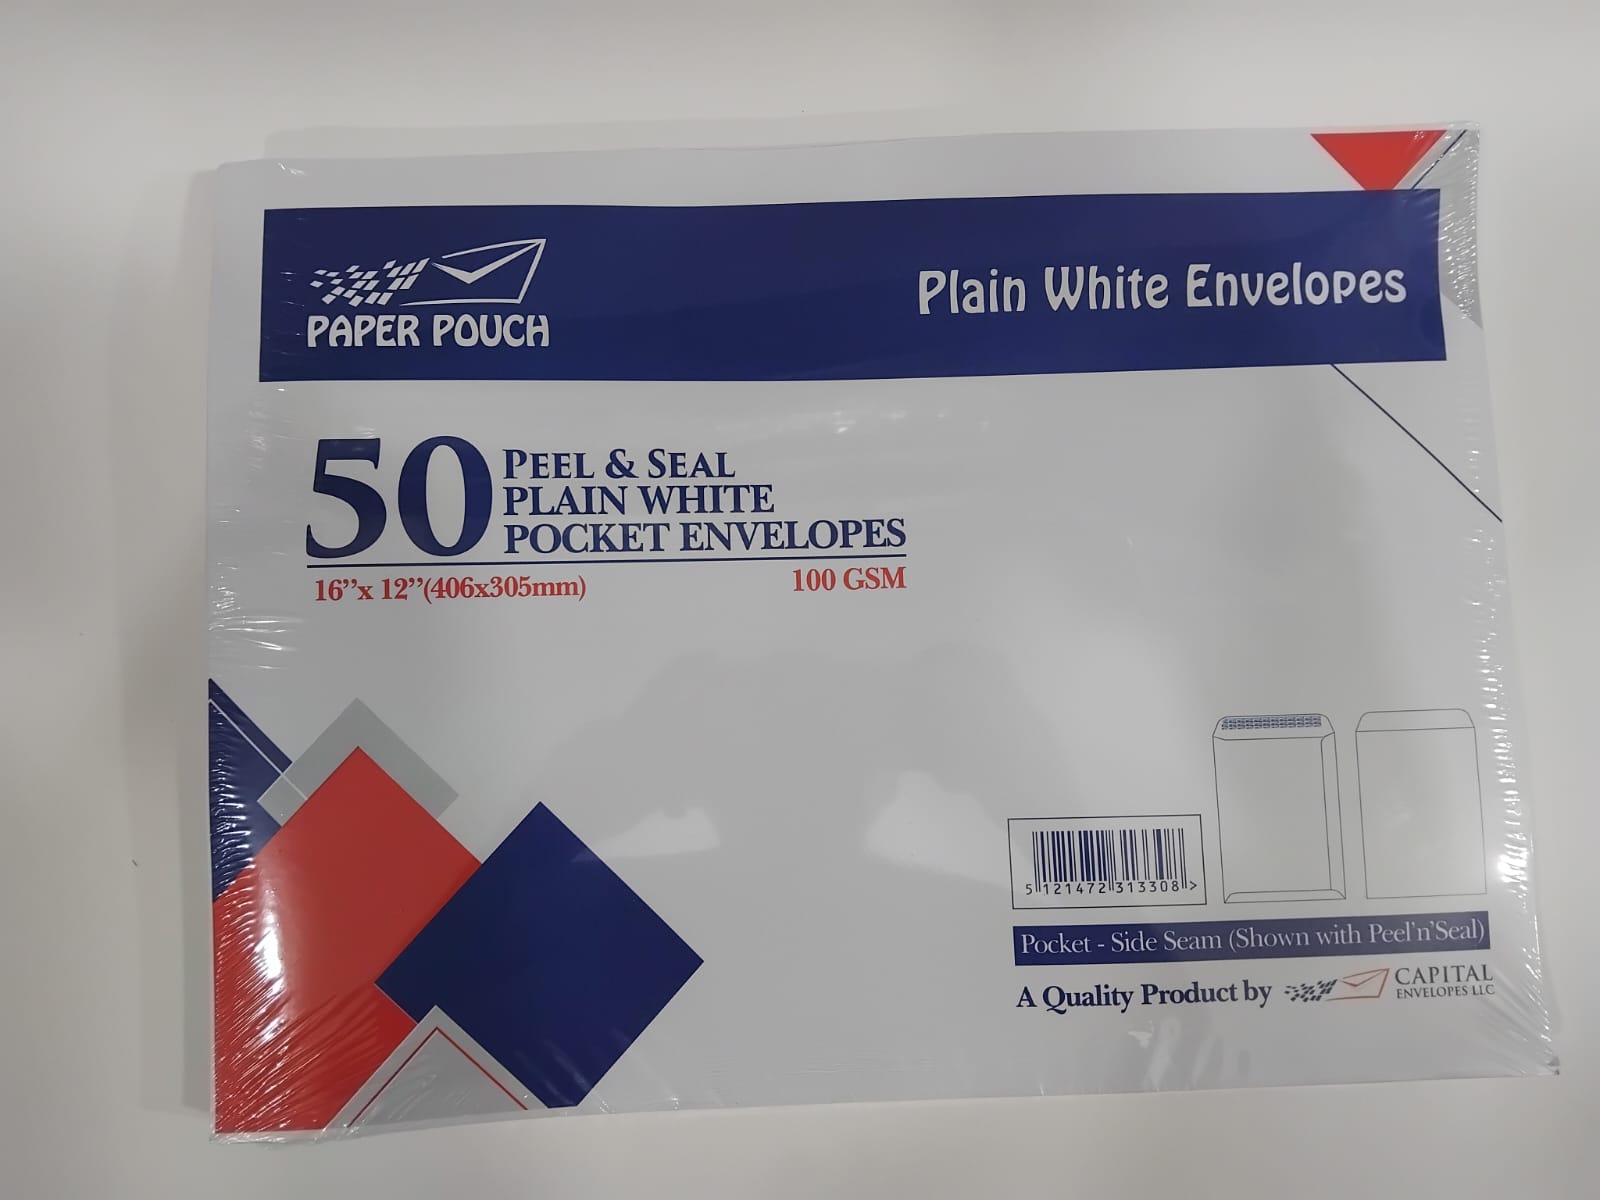 PAPER POUCH
Plain White Envelopes
50 PEEL & SEAL
PLAIN WHITE
POCKET ENVELOPES
16”x 12”(406x305mm) 100 GSM
5 121472 313308 >
Pocket - Side Seam (Shown with Peel’n’Seal)
A Quality Product by CAPITAL
ENVELOPES LLC